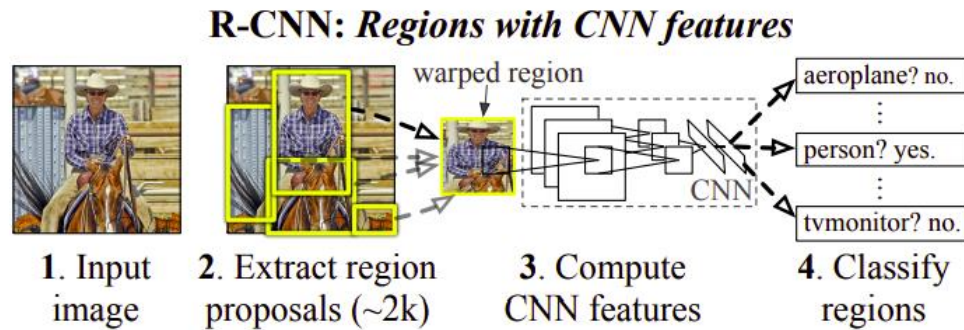 R-CNN: Regions with CNN features
warped region
aeroplane? no.
person? yes.
CNN
tvmonitor? no.
1. Input
image
2. Extract region
proposals (~2k)
3. Compute
CNN features
4. Classify
regions